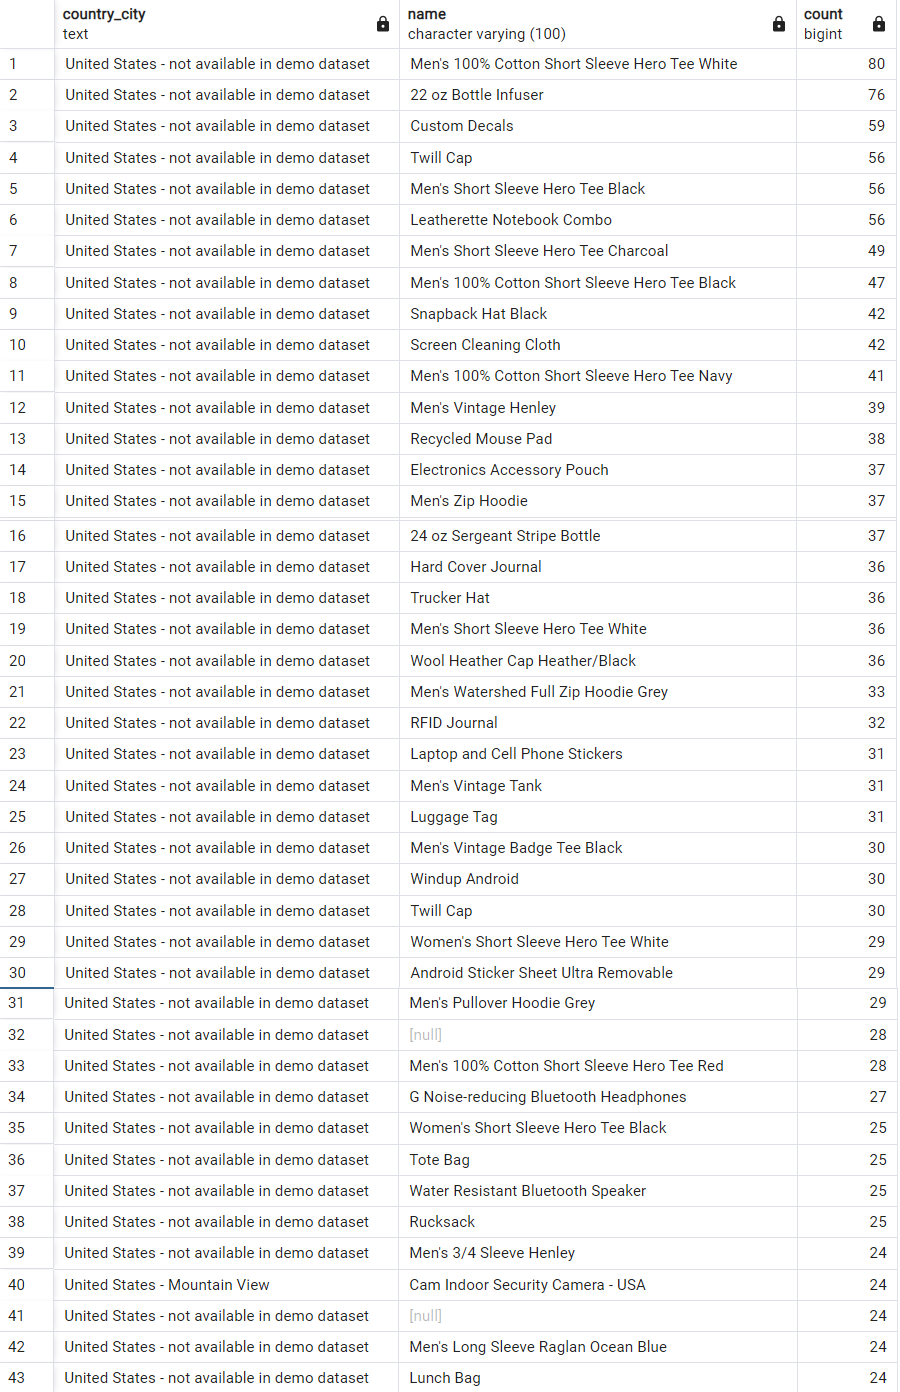 country_city name count
text character varying (100) bigint
1 United States - not available in demo dataset Men's 100% Cotton Short Sleeve Hero Tee White 80
2 United States - not available in demo dataset 22 oz Bottle Infuser 76
3 United States - not available in demo dataset Custom Decals 59
4 United States - not available in demo dataset Twill Cap 56
5 United States - not available in demo dataset Men's Short Sleeve Hero Tee Black 56
6 United States - not available in demo dataset Leatherette Notebook Combo 56
7 United States - not available in demo dataset Men's Short Sleeve Hero Tee Charcoal 49
8 United States - not available in demo dataset Men's 100% Cotton Short Sleeve Hero Tee Black 47
9 United States - not available in demo dataset Snapback Hat Black 42
10 United States - not available in demo dataset Screen Cleaning Cloth 42
11 United States - not available in demo dataset Men's 100% Cotton Short Sleeve Hero Tee Navy 41
12 United States - not available in demo dataset Men's Vintage Henley 39
13 United States - not available in demo dataset Recycled Mouse Pad 38
14 United States - not available in demo dataset Electronics Accessory Pouch 37
15 United States - not available in demo dataset Men's Zip Hoodie 37
16 United States - not available in demo dataset 24 oz Sergeant Stripe Bottle 37
17 United States - not available in demo dataset Hard Cover Journal 36
18 United States - not available in demo dataset Trucker Hat 36
19 United States - not available in demo dataset Men's Short Sleeve Hero Tee White 36
20 United States - not available in demo dataset Wool Heather Cap Heather/Black 36
21 United States - not available in demo dataset Men's Watershed Full Zip Hoodie Grey 33
22 United States - not available in demo dataset RFID Journal 32
23 United States - not available in demo dataset Laptop and Cell Phone Stickers 31
24 United States - not available in demo dataset Men's Vintage Tank 31
25 United States - not available in demo dataset Luggage Tag 31
26 United States - not available in demo dataset Men's Vintage Badge Tee Black 30
27 United States - not available in demo dataset Windup Android 30
28 United States - not available in demo dataset Twill Cap 30
29 United States - not available in demo dataset Women's Short Sleeve Hero Tee White 29
30 United States - not available in demo dataset Android Sticker Sheet Ultra Removable 29
31 United States - not available in demo dataset Men's Pullover Hoodie Grey 29
32 United States - not available in demo dataset [null] 28
33 United States - not available in demo dataset Men's 100% Cotton Short Sleeve Hero Tee Red 28
34 United States - not available in demo dataset G Noise-reducing Bluetooth Headphones 27
35 United States - not available in demo dataset Women's Short Sleeve Hero Tee Black 25
36 United States - not available in demo dataset Tote Bag 25
37 United States - not available in demo dataset Water Resistant Bluetooth Speaker 25
38 United States - not available in demo dataset Rucksack 25
39 United States - not available in demo dataset Men's 3/4 Sleeve Henley 24
40 United States - Mountain View Cam Indoor Security Camera - USA 24
41 United States - not available in demo dataset [null] 24
42 United States - not available in demo dataset Men's Long Sleeve Raglan Ocean Blue 24
43 United States - not available in demo dataset Lunch Bag 24